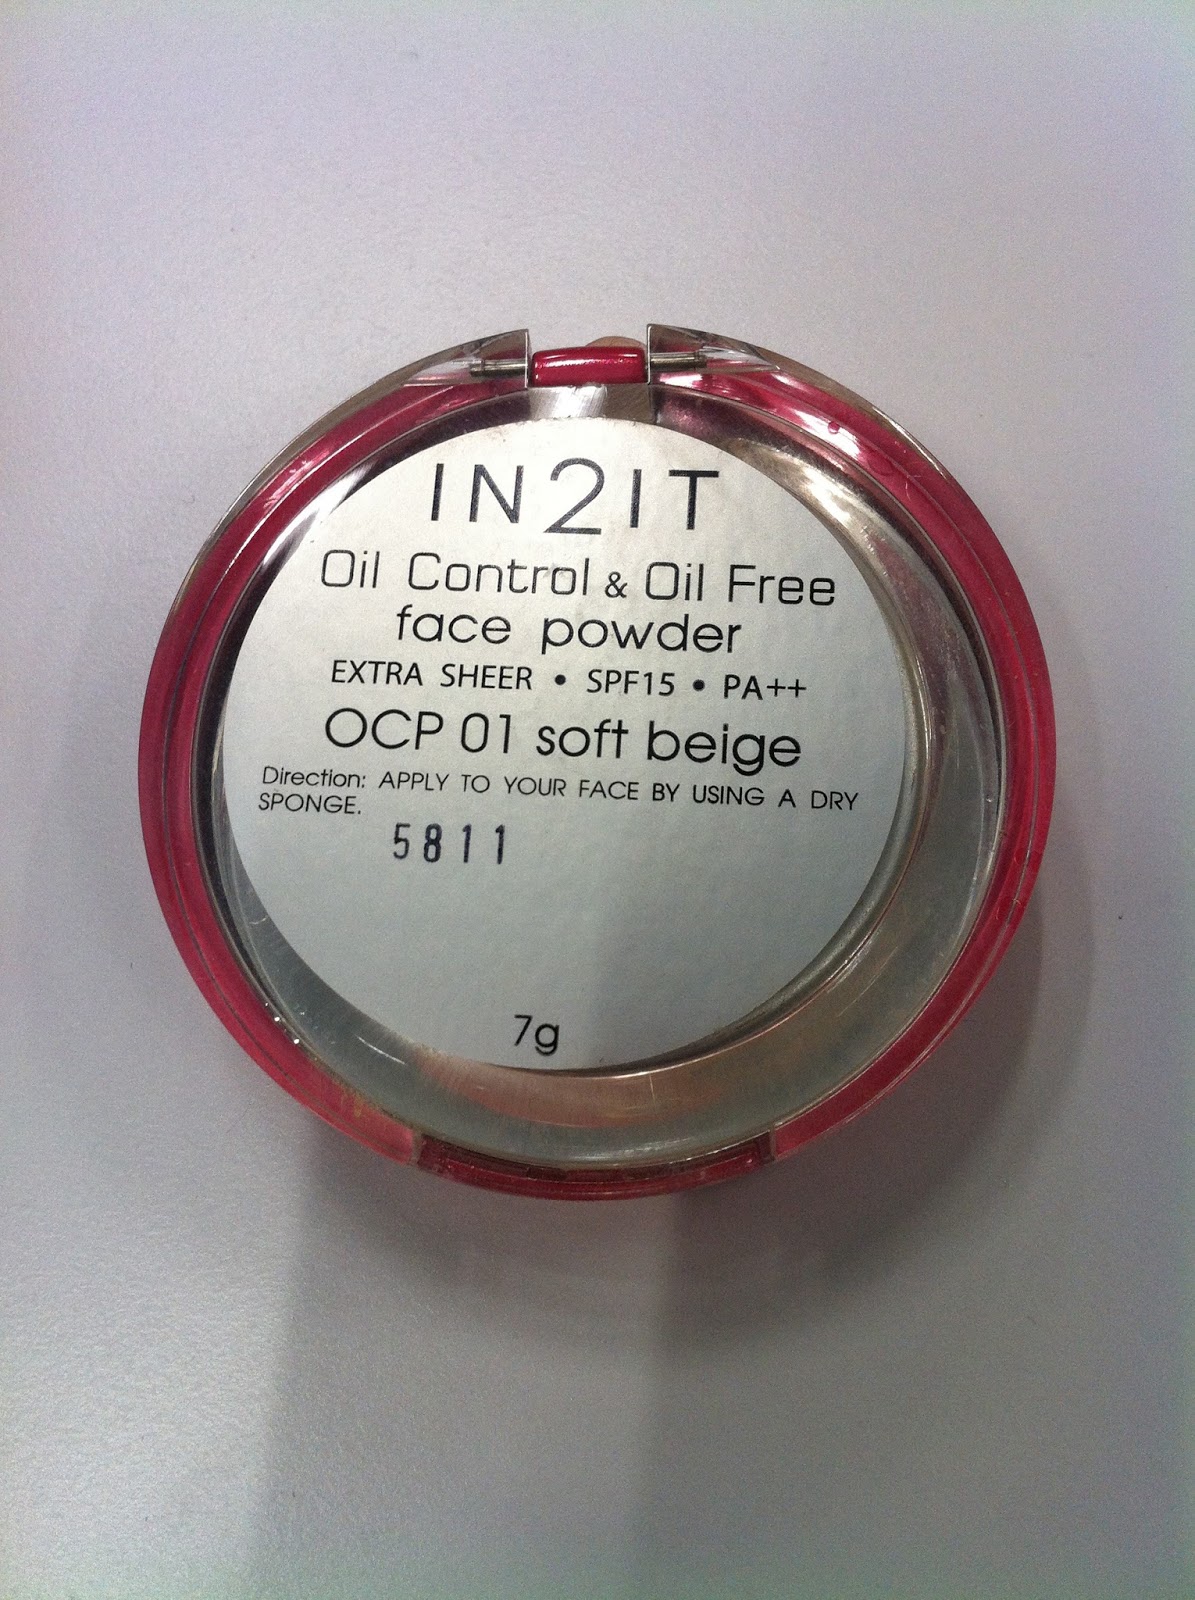 IN2IT
Oil Control & Oil Free
face powder
EXTRA SHEER • SPF15 • PA++
OCP 01 soft beige
Direction: APPLY TO YOUR FACE BY USING A DRY
SPONGE.
5811
7g